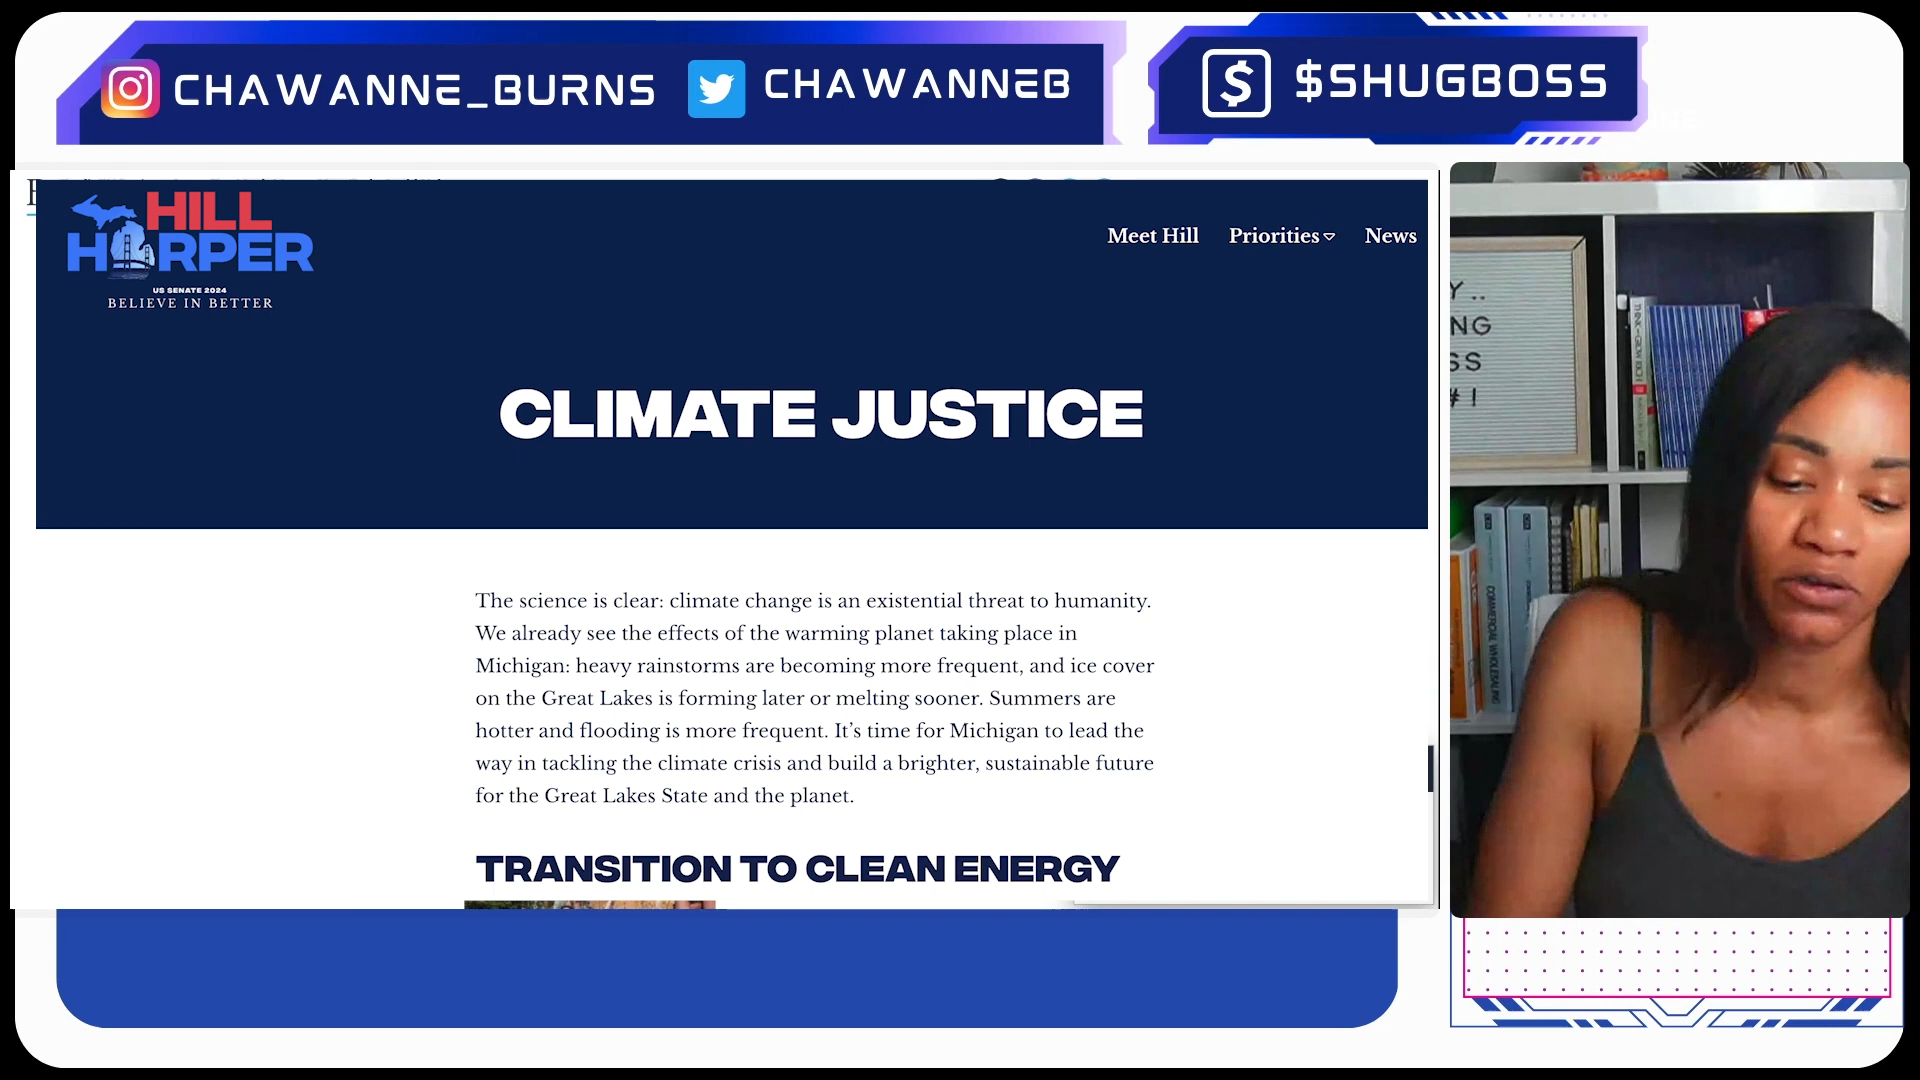 CHAWANNE_BURNS
CHAWANNEB
$SHUGBOSS
HILL
HARPER
US SENATE 2024
BELIEVE IN BETTER
Meet Hill
Priorities
News
CLIMATE JUSTICE
The science is clear: climate change is an existential threat to humanity.
We already see the effects of the warming planet taking place in
Michigan: heavy rainstorms are becoming more frequent, and ice cover
on the Great Lakes is forming later or melting sooner. Summers are
hotter and flooding is more frequent. It’s time for Michigan to lead the
way in tackling the climate crisis and build a brighter, sustainable future
for the Great Lakes State and the planet.
TRANSITION TO CLEAN ENERGY
Y..
NG
SS
#!
COMMERCIAL WHOLESALING